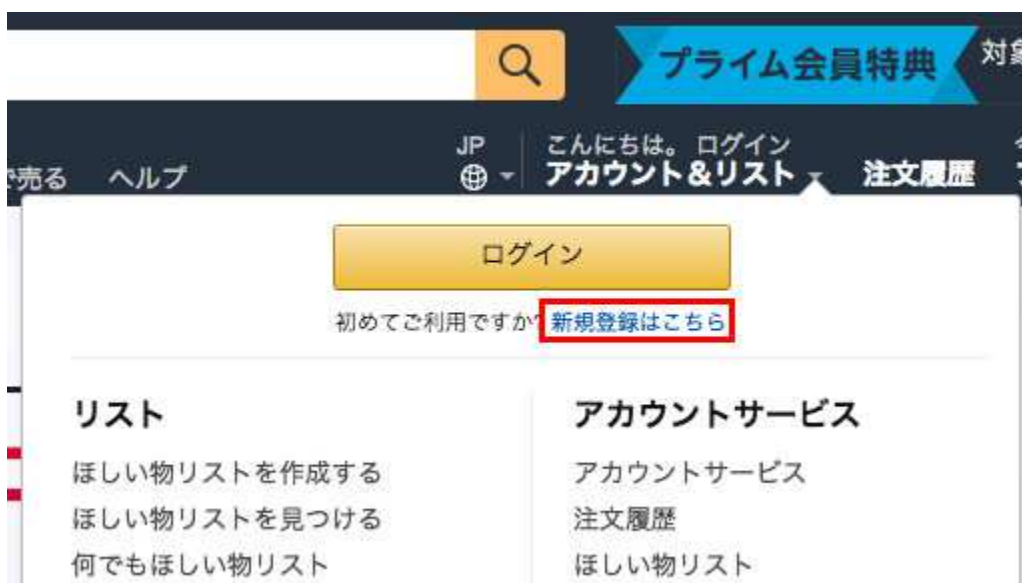 プライム会員特典
JP
こんにちは。 ログイン
売る ヘルプ
アカウント&リスト
注文履歴
ログイン
初めてご利用ですか? 新規登録はこちら
リスト
アカウントサービス
ほしい物リストを作成する
アカウントサービス
ほしい物リストを見つける
注文履歴
何でもほしい物リスト
ほしい物リスト